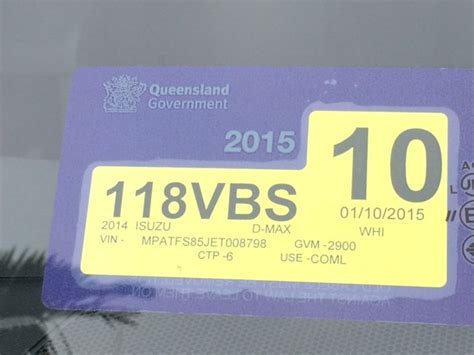 Queensland
Government
2015
10
118VBS
01/10/2015
2014 ISUZU D-MAX WHI
VIN - MPATFS85JET008798 GVM -2900
CTP -6 USE -COML